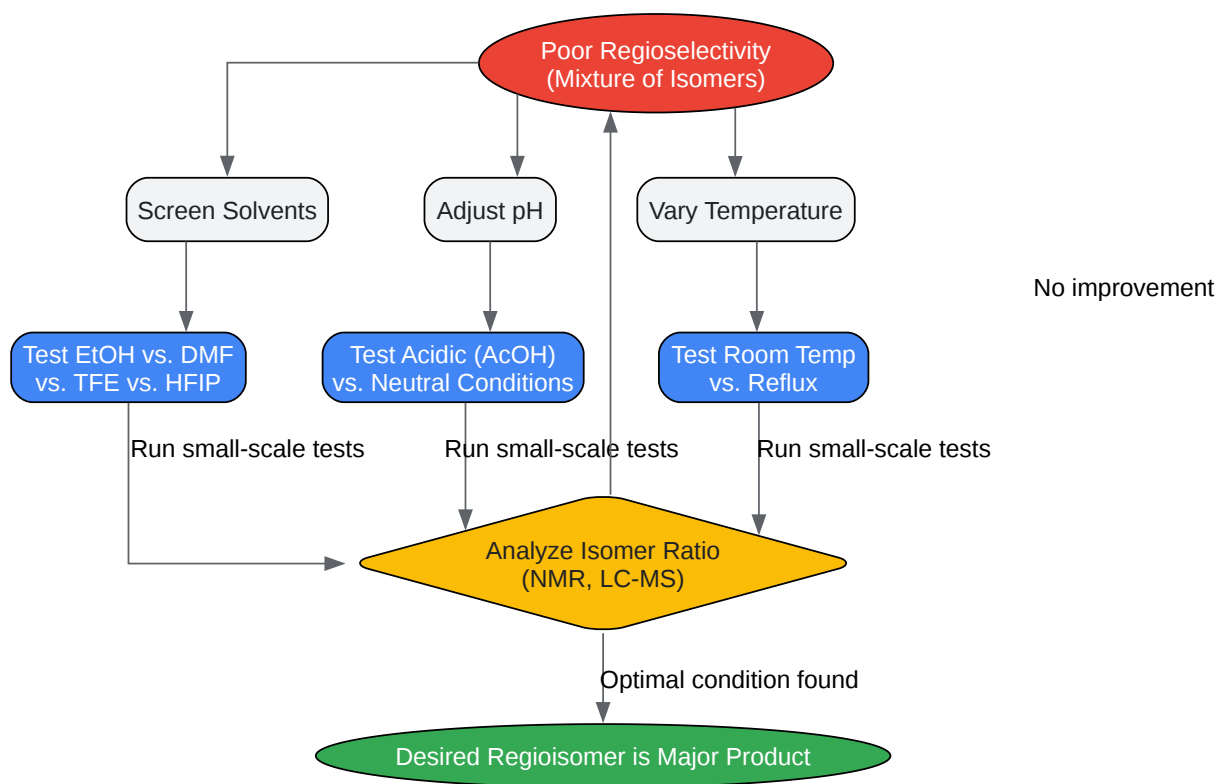 Poor Regioselectivity
(Mixture of Isomers)
Screen Solvents
Adjust pH
Vary Temperature
No improvement
Test EtOH vs. DMF
vs. TFE vs. HFIP
Test Acidic (AcOH)
vs. Neutral Conditions
Test Room Temp
vs. Reflux
Run small-scale tests
Run small-scale tests
Run small-scale tests
Analyze Isomer Ratio
(NMR, LC-MS)
Optimal condition found
Desired Regioisomer is Major Product